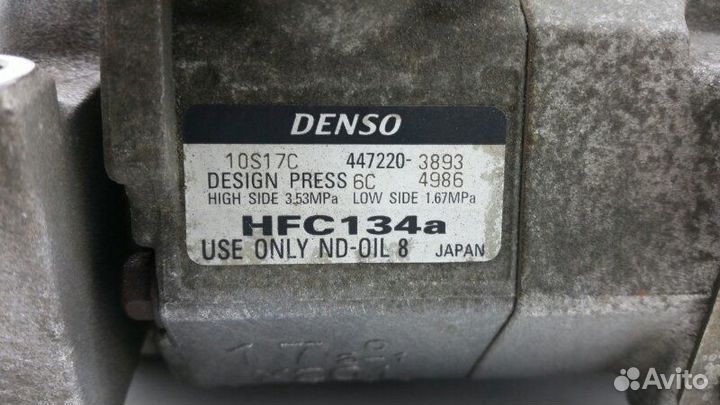 DENSO
10S17C 447220- 3893
DESIGN PRESS 6C 4986
HIGH SIDE 3.53MPa LOW SIDE 1.67MPa
HFC134a
USE ONLY ND-OIL 8 JAPAN
Avito